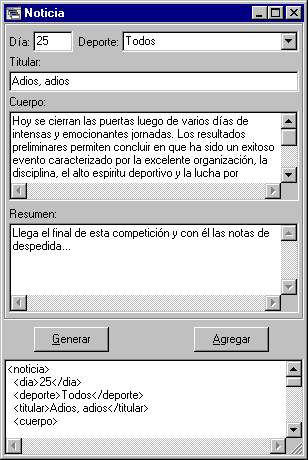 Noticia
Día: 25 Deporte: Todos
Titular:
Adios, adios
Cuerpo:
Hoy se cierran las puertas luego de varios días de
intensas y emocionantes jornadas. Los resultados
preliminares permiten concluir en que ha sido un exitoso
evento caracterizado por la excelente organización, la
disciplina, el alto espiritu deportivo y la lucha por
Resumen:
Llega el final de esta competición y con él las notas de
despedida...
Generar Agregar
<noticia>
<dia>25</dia>
<deporte>Todos</deporte>
<titular>Adios, adios</titular>
<cuerpo>